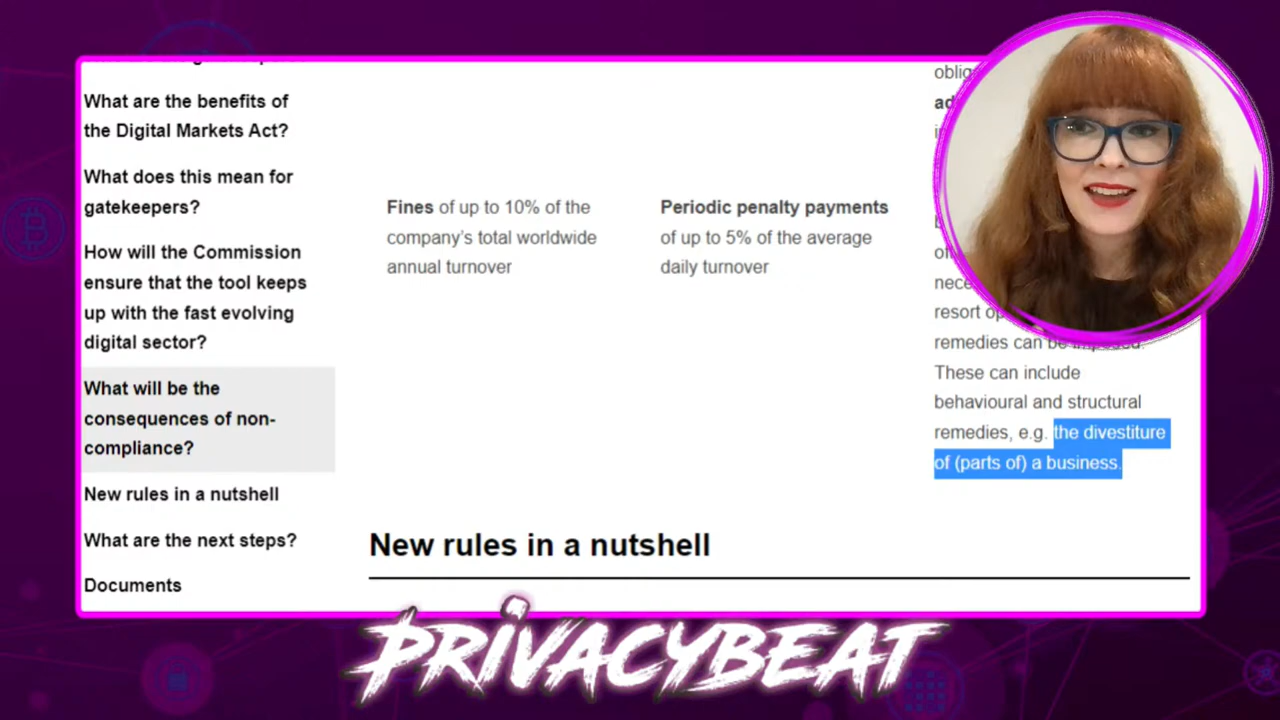 What are the benefits of
the Digital Markets Act?
What does this mean for
gatekeepers?
How will the Commission
ensure that the tool keeps
up with the fast evolving
digital sector?
What will be the
consequences of non-
compliance?
New rules in a nutshell
What are the next steps?
Documents
Fines of up to 10% of the
company's total worldwide
annual turnover
Periodic penalty payments
of up to 5% of the average
daily turnover
resort
remedies can be imposed.
These can include
behavioural and structural
remedies, e.g. the divestiture
of (parts of) a business.
New rules in a nutshell
PRIVACYBEAT